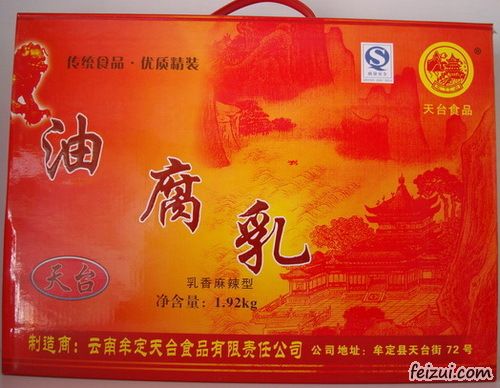 传统食品·优质精装
天台食品
®
油腐乳
天台
乳香麻辣型
净含量：1.92kg
制造商：云南牟定天台食品有限责任公司
公司地址：牟定县天台街 72 号
feizui.com